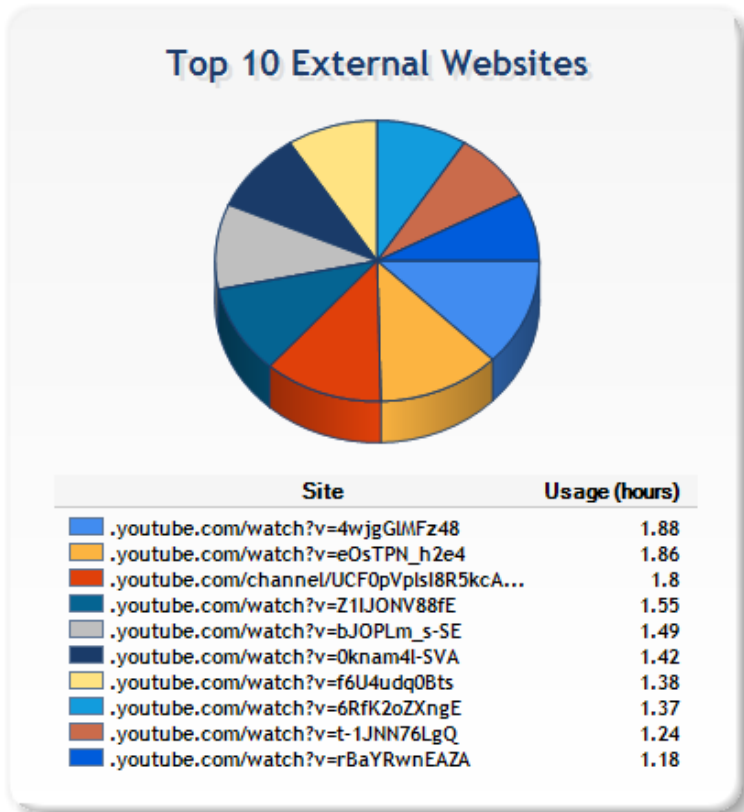 Top 10 External Websites
Site Usage (hours)
.youtube.com/watch?v=4wjgGlMFz48 1.88
.youtube.com/watch?v=eOsTPN_h2e4 1.86
.youtube.com/channel/UCF0pVplsI8R5kcA... 1.8
.youtube.com/watch?v=Z1IJONV88fE 1.55
.youtube.com/watch?v=bJOPLm_s-SE 1.49
.youtube.com/watch?v=0knam4l-SVA 1.42
.youtube.com/watch?v=f6U4udq0Bts 1.38
.youtube.com/watch?v=6RfK2oZXngE 1.37
.youtube.com/watch?v=t-1JNN76LgQ 1.24
.youtube.com/watch?v=rBaYRwnEAZA 1.18